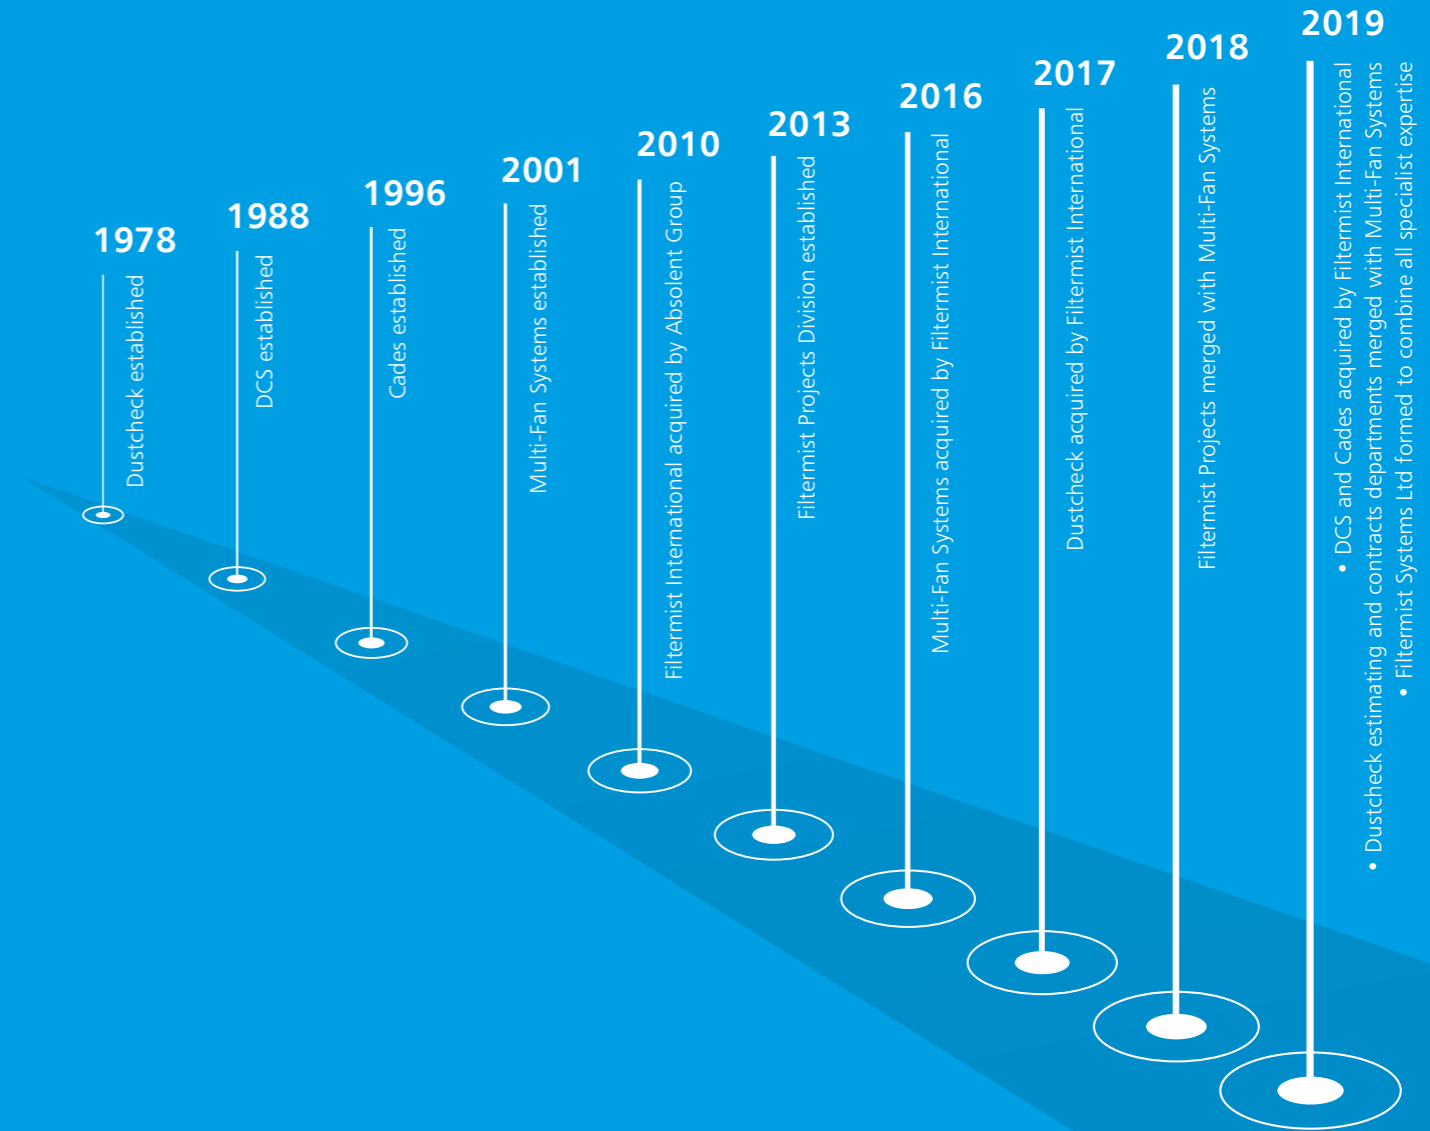 1978
Dustcheck established
1988
DCS established
1996
Cades established
2001
Multi-Fan Systems established
2010
Filtermist International acquired by Absolent Group
2013
Filtermist Projects Division established
2016
Multi-Fan Systems acquired by Filtermist International
2017
Dustcheck acquired by Filtermist International
2018
Filtermist Projects merged with Multi-Fan Systems
2019
• DCS and Cades acquired by Filtermist International
• Dustcheck estimating and contracts departments merged with Multi-Fan Systems
• Filtermist Systems Ltd formed to combine all specialist expertise